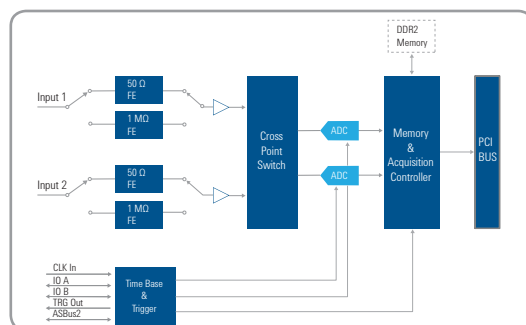 DDR2
Memory
Input 1
50 Ω
FE
1 MΩ
FE
Input 2
50 Ω
FE
1 MΩ
FE
Cross
Point
Switch
ADC
ADC
Memory
&
Acquisition
Controller
PCI
BUS
CLK In
IO A
IO B
TRG Out
ASBus2
Time Base
&
Trigger